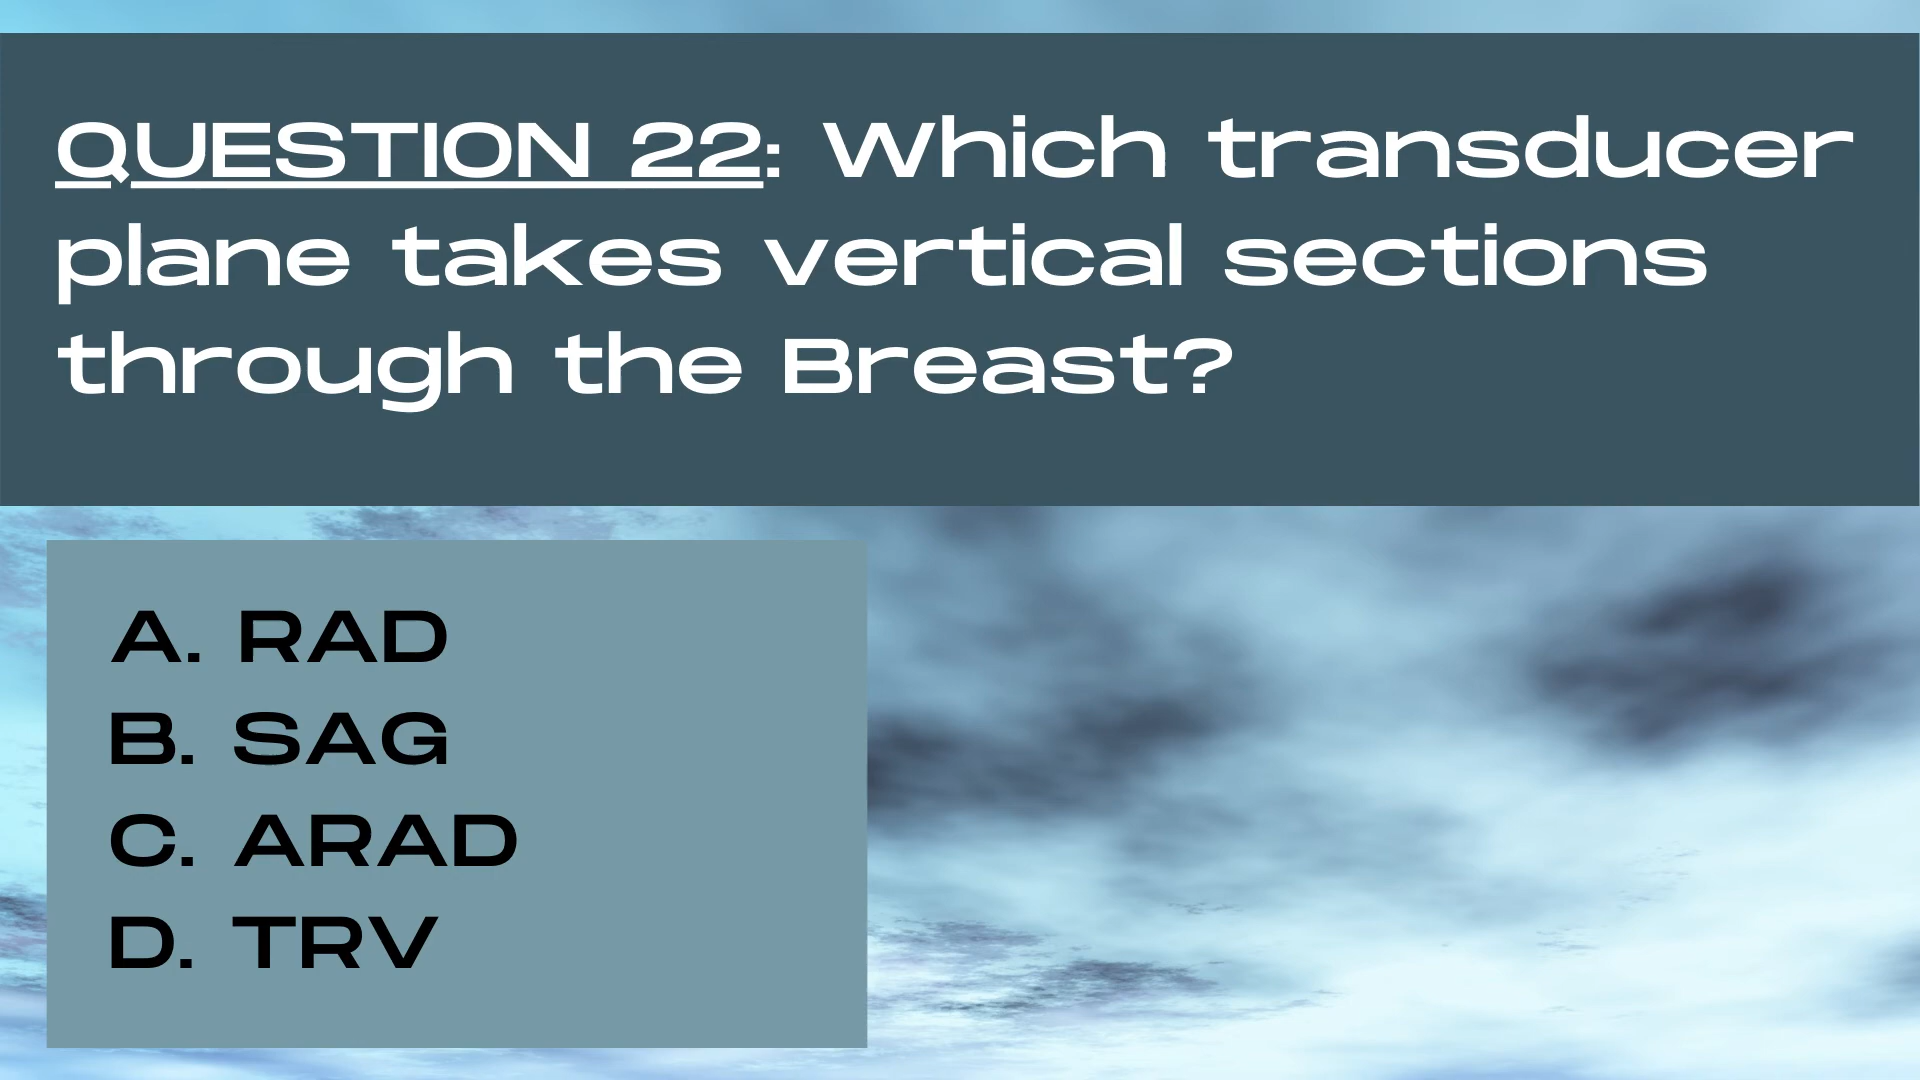 QUESTION 22: Which transducer
plane takes vertical sections
through the Breast?
A. RAD
B. SAG
C. ARAD
D. TRV